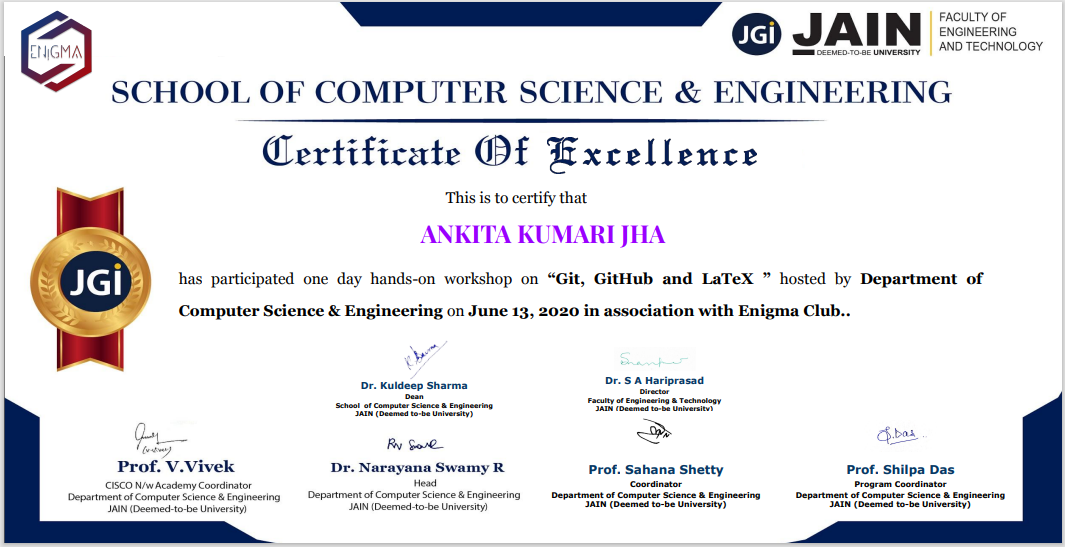 ENIGMA
JGi JAIN
DEEMED-TO-BE UNIVERSITY
FACULTY OF
ENGINEERING
AND TECHNOLOGY
SCHOOL OF COMPUTER SCIENCE & ENGINEERING
Certificate Of Excellence
This is to certify that
ANKITA KUMARI JHA
has participated one day hands-on workshop on “Git, GitHub and LaTeX ” hosted by Department of
Computer Science & Engineering on June 13, 2020 in association with Enigma Club..
JGi
Dr. Kuldeep Sharma
Dean
School of Computer Science & Engineering
JAIN (Deemed to-be University)
Dr. S A Hariprasad
Director
Faculty of Engineering & Technology
JAIN (Deemed to-be University)
Prof. V.Vivek
CISCO N/w Academy Coordinator
Department of Computer Science & Engineering
JAIN (Deemed-to-be University)
Dr. Narayana Swamy R
Head
Department of Computer Science & Engineering
JAIN (Deemed-to-be University)
Prof. Sahana Shetty
Coordinator
Department of Computer Science & Engineering
JAIN (Deemed-to-be University)
S.Das
Prof. Shilpa Das
Program Coordinator
Department of Computer Science & Engineering
JAIN (Deemed-to-be University)